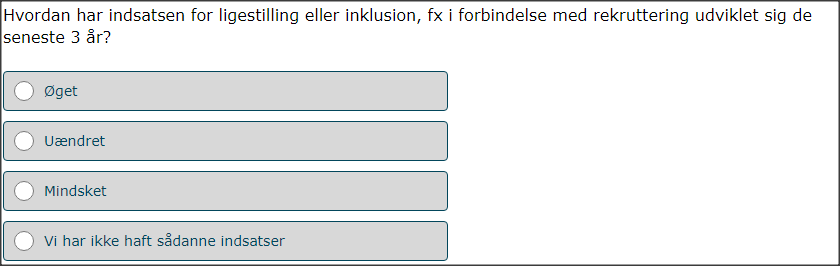 Hvordan har indsatsen for ligestilling eller inklusion, fx i forbindelse med rekruttering udviklet sig de
seneste 3 år?
Øget
Uændret
Mindsket
Vi har ikke haft sådanne indsatser